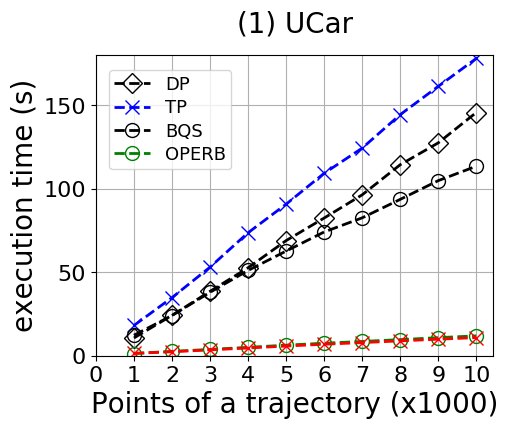 (1) UCar
execution time (s)
150
100
50
0
DP
TP
BQS
OPERB
0 1 2 3 4 5 6 7 8 9 10
Points of a trajectory (x1000)